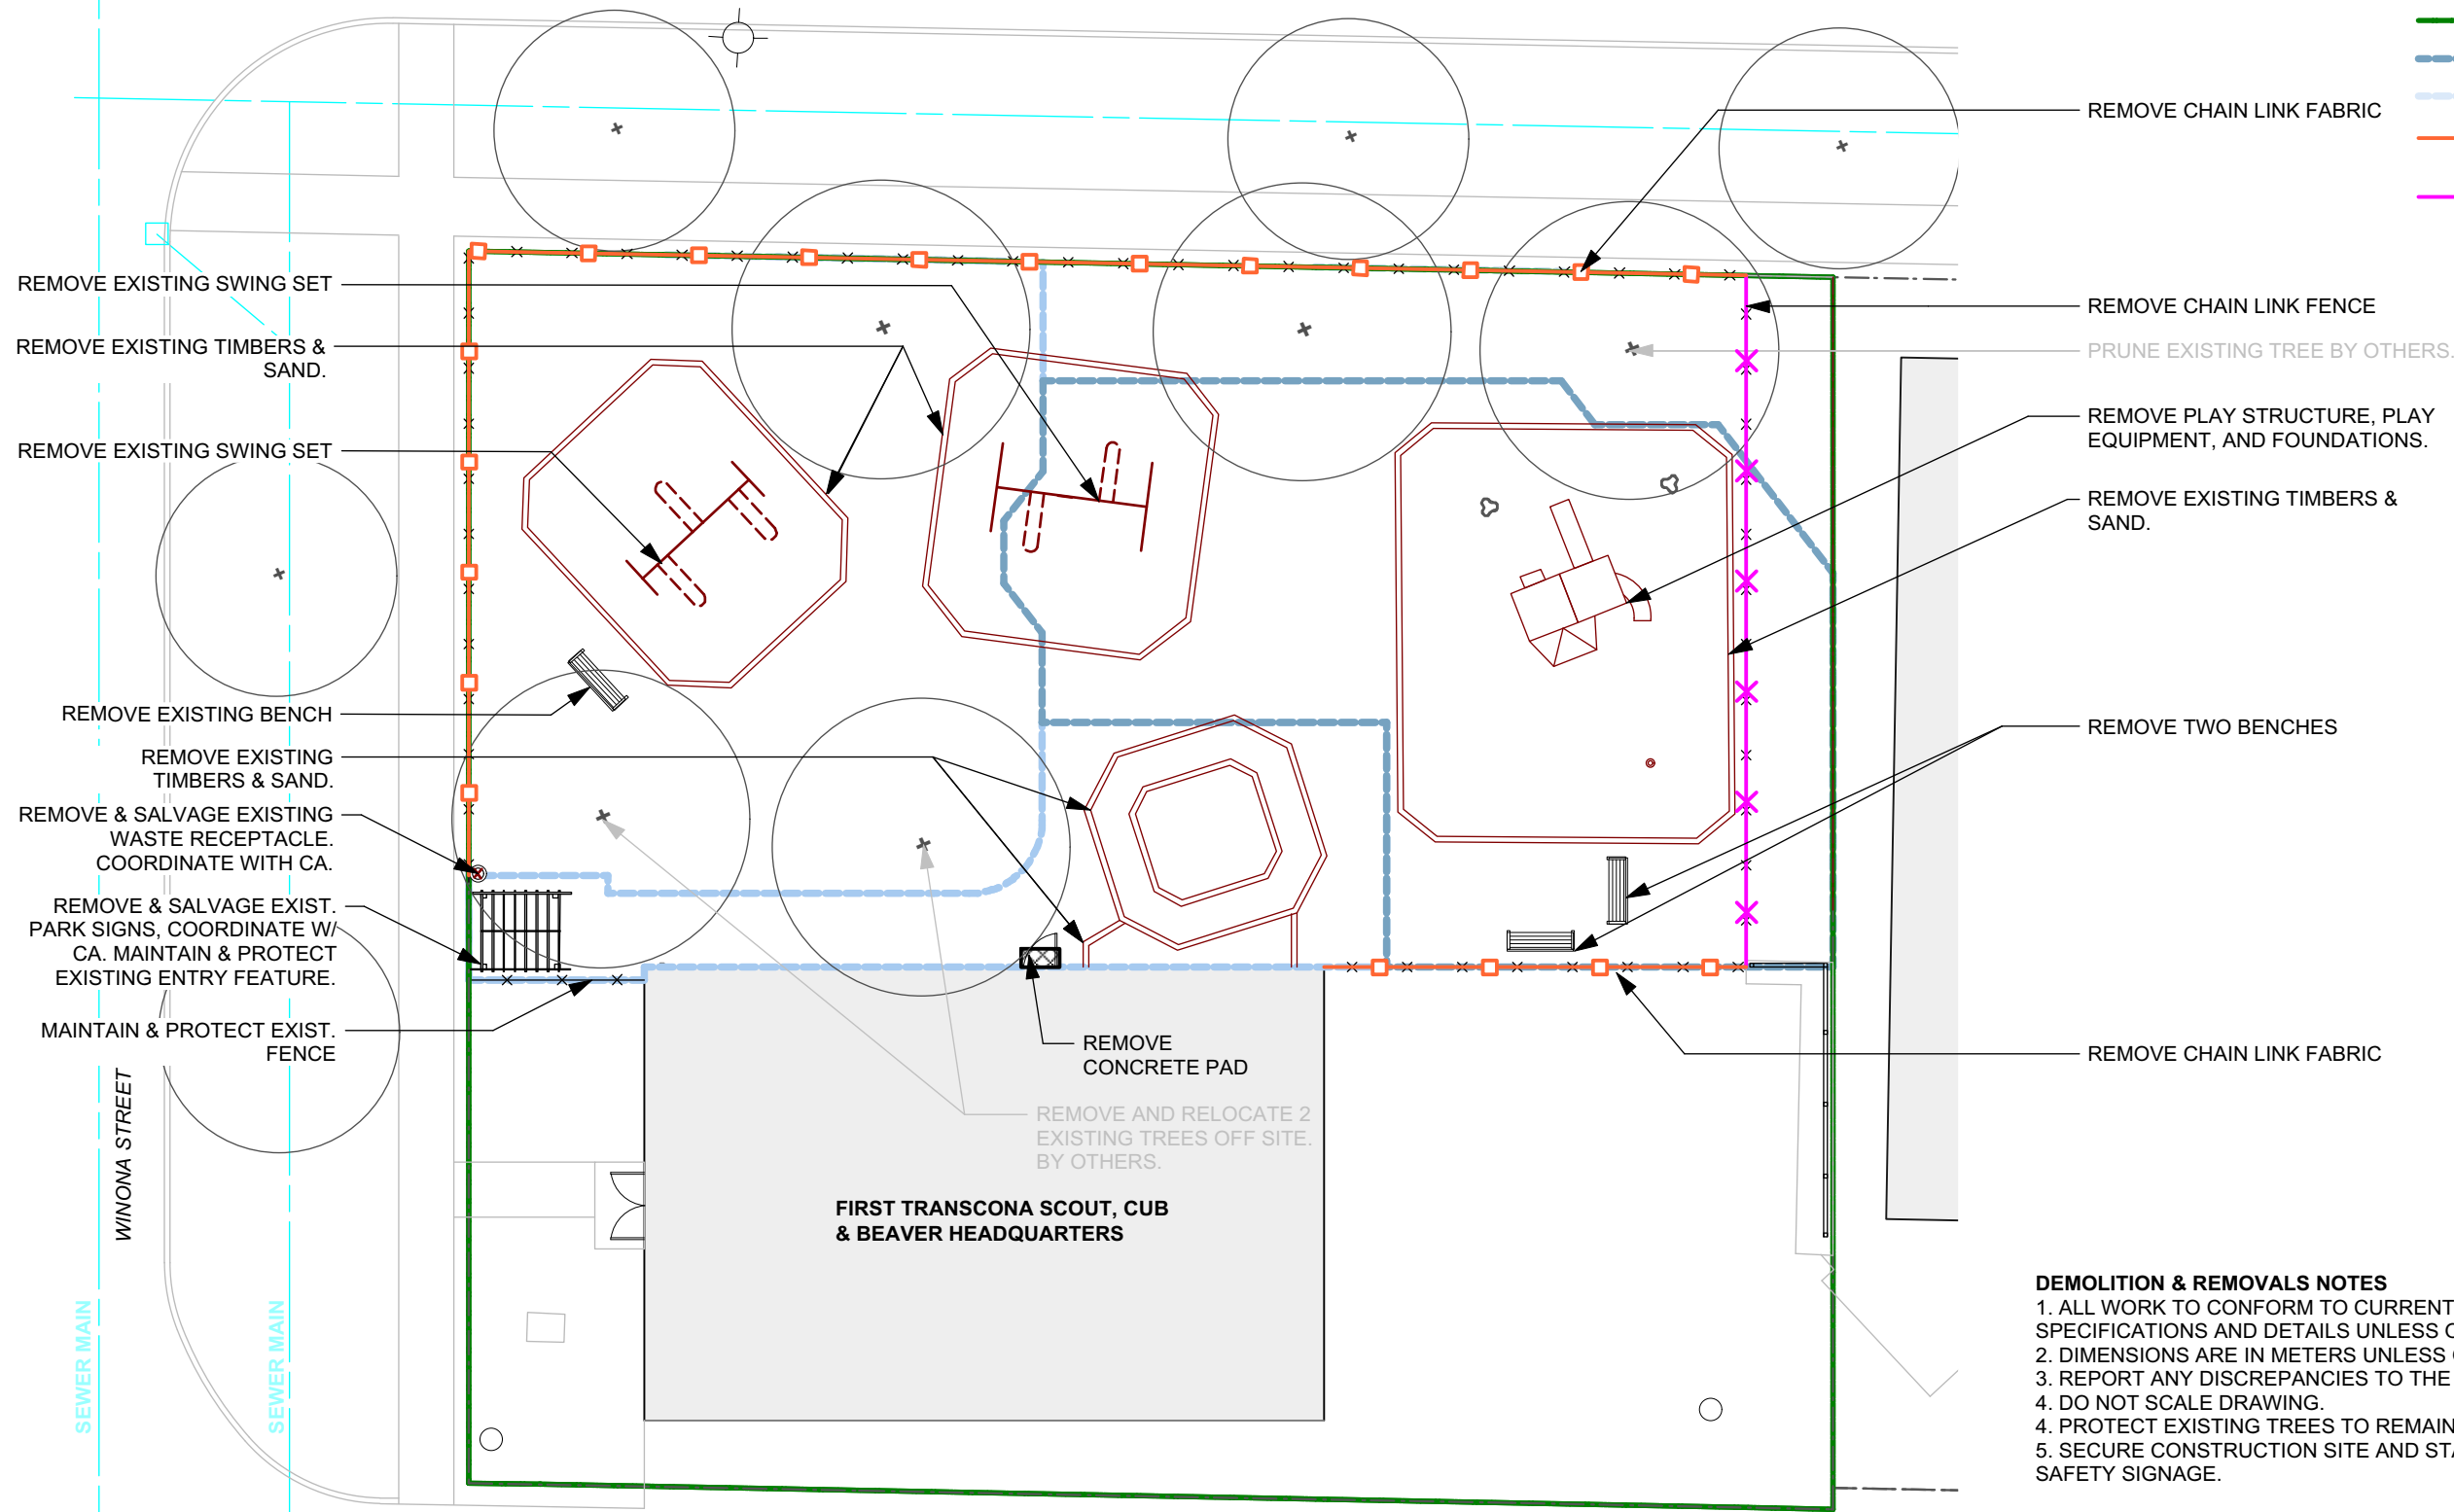 REMOVE CHAIN LINK FABRIC
REMOVE EXISTING SWING SET
REMOVE CHAIN LINK FENCE
REMOVE EXISTING TIMBERS &
SAND.
PRUNE EXISTING TREE BY OTHERS.
REMOVE PLAY STRUCTURE, PLAY
EQUIPMENT, AND FOUNDATIONS.
REMOVE EXISTING SWING SET
REMOVE EXISTING TIMBERS &
SAND.
REMOVE EXISTING BENCH
REMOVE TWO BENCHES
REMOVE EXISTING
TIMBERS & SAND.
REMOVE & SALVAGE EXISTING
WASTE RECEPTACLE.
COORDINATE WITH CA.
REMOVE & SALVAGE EXIST.
PARK SIGNS, COORDINATE W/
CA. MAINTAIN & PROTECT
EXISTING ENTRY FEATURE.
MAINTAIN & PROTECT EXIST.
FENCE
REMOVE
CONCRETE PAD
REMOVE CHAIN LINK FABRIC
REMOVE AND RELOCATE 2
EXISTING TREES OFF SITE.
BY OTHERS.
WINONA STREET
FIRST TRANSCONA SCOUT, CUB
& BEAVER HEADQUARTERS
SEWER MAIN
SEWER MAIN
DEMOLITION & REMOVALS NOTES
1. ALL WORK TO CONFORM TO CURRENT
SPECIFICATIONS AND DETAILS UNLESS
2. DIMENSIONS ARE IN METERS UNLESS
3. REPORT ANY DISCREPANCIES TO THE
4. DO NOT SCALE DRAWING.
4. PROTECT EXISTING TREES TO REMAIN
5. SECURE CONSTRUCTION SITE AND
SAFETY SIGNAGE.